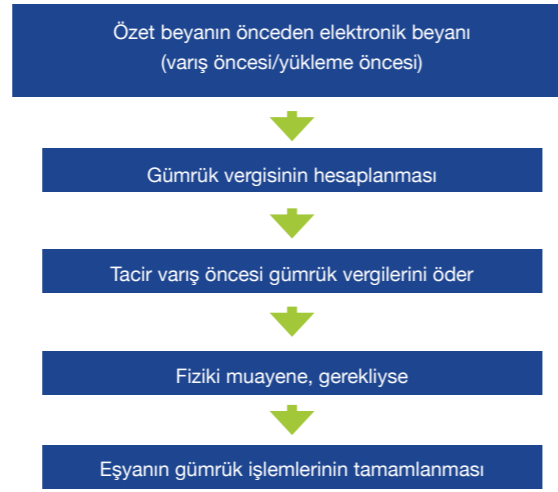 Özet beyanın önceden elektronik beyanı
(varış öncesi/yükleme öncesi)
Gümrük vergisinin hesaplanması
Tacir varış öncesi gümrük vergilerini öder
Fiziki muayene, gerekliyse
Eşyanın gümrük işlemlerinin tamamlanması